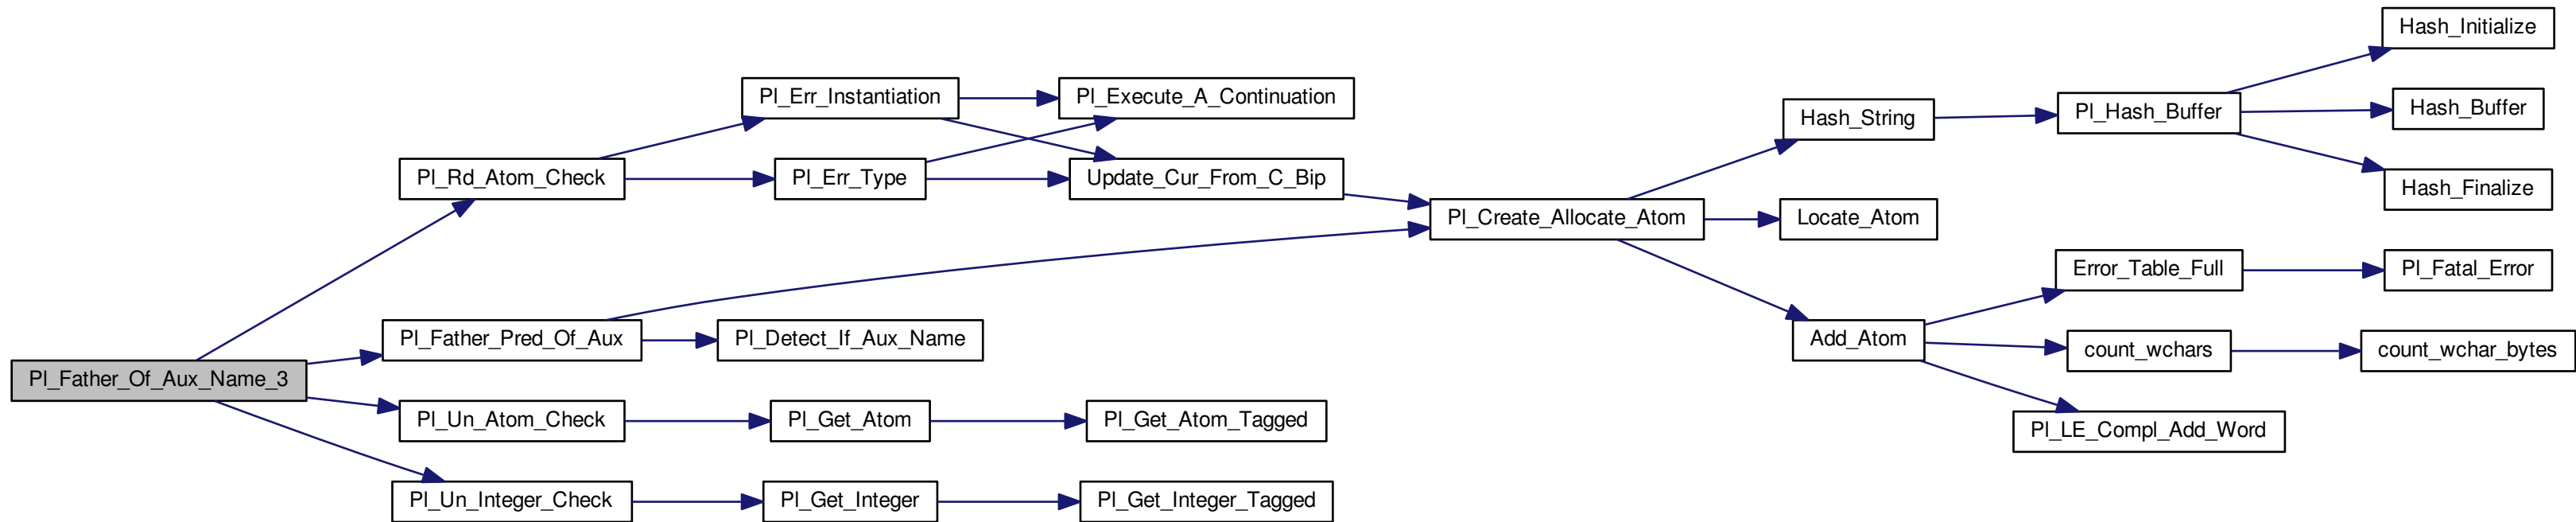 Pl_Father_Of_Aux_Name_3
Pl_Rd_Atom_Check
Pl_Father_Pred_Of_Aux
Pl_Un_Atom_Check
Pl_Un_Integer_Check
Pl_Err_Instantiation
Pl_Err_Type
Pl_Detect_If_Aux_Name
Pl_Get_Atom
Pl_Get_Integer
Pl_Execute_A_Continuation
Update_Cur_From_C_Bip
Pl_Get_Atom_Tagged
Pl_Get_Integer_Tagged
Pl_Create_Allocate_Atom
Hash_String
Locate_Atom
Add_Atom
Pl_Hash_Buffer
Error_Table_Full
count_wchars
Pl_LE_Compl_Add_Word
Hash_Initialize
Hash_Buffer
Hash_Finalize
Pl_Fatal_Error
count_wchar_bytes